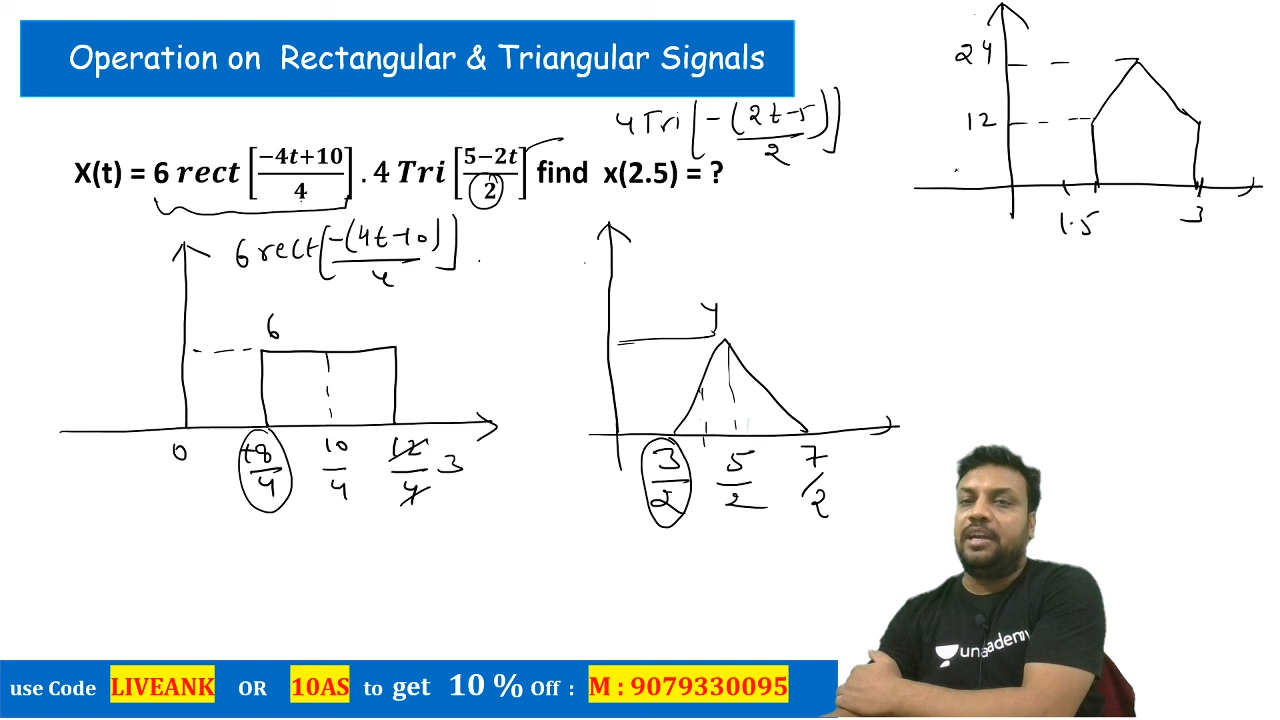 Operation on Rectangular & Triangular Signals
4 Tri [-(2t-5)/2]
X(t) = 6 rect [(−4t+10)/4] . 4 Tri [(5−2t)/2] find x(2.5) = ?
6 rect [-(4t-10)/4]
24
12
1.5
3
6
0
+8/4
10/4
12/4 3
4
3/2
5/2
7/2
unacademy
use Code LIVEANK OR 10AS to get 10 % Off : M : 9079330095